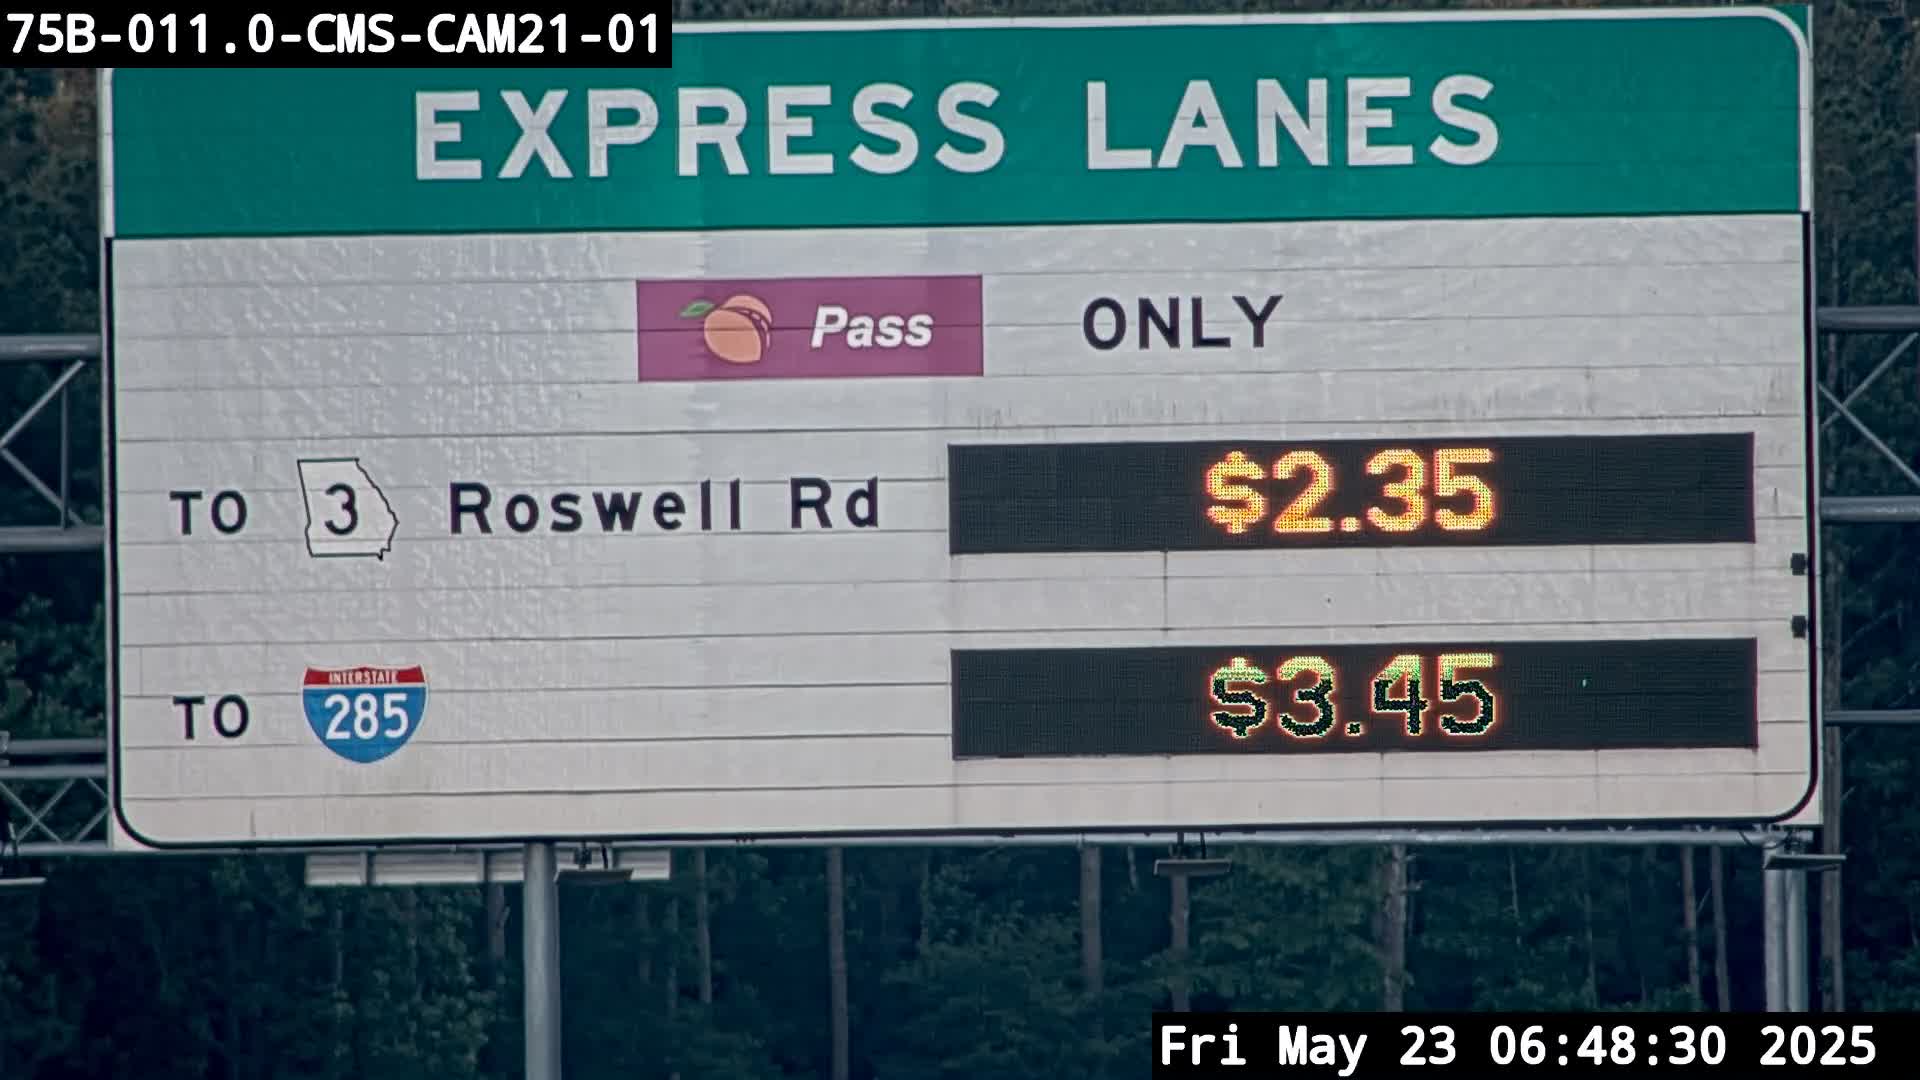 75B-011.0-CMS-CAM21-01
EXPRESS LANES
Pass ONLY
TO 3 Roswell Rd $2.35
INTERSTATE
TO 285 $3.45
Fri May 23 06:48:30 2025